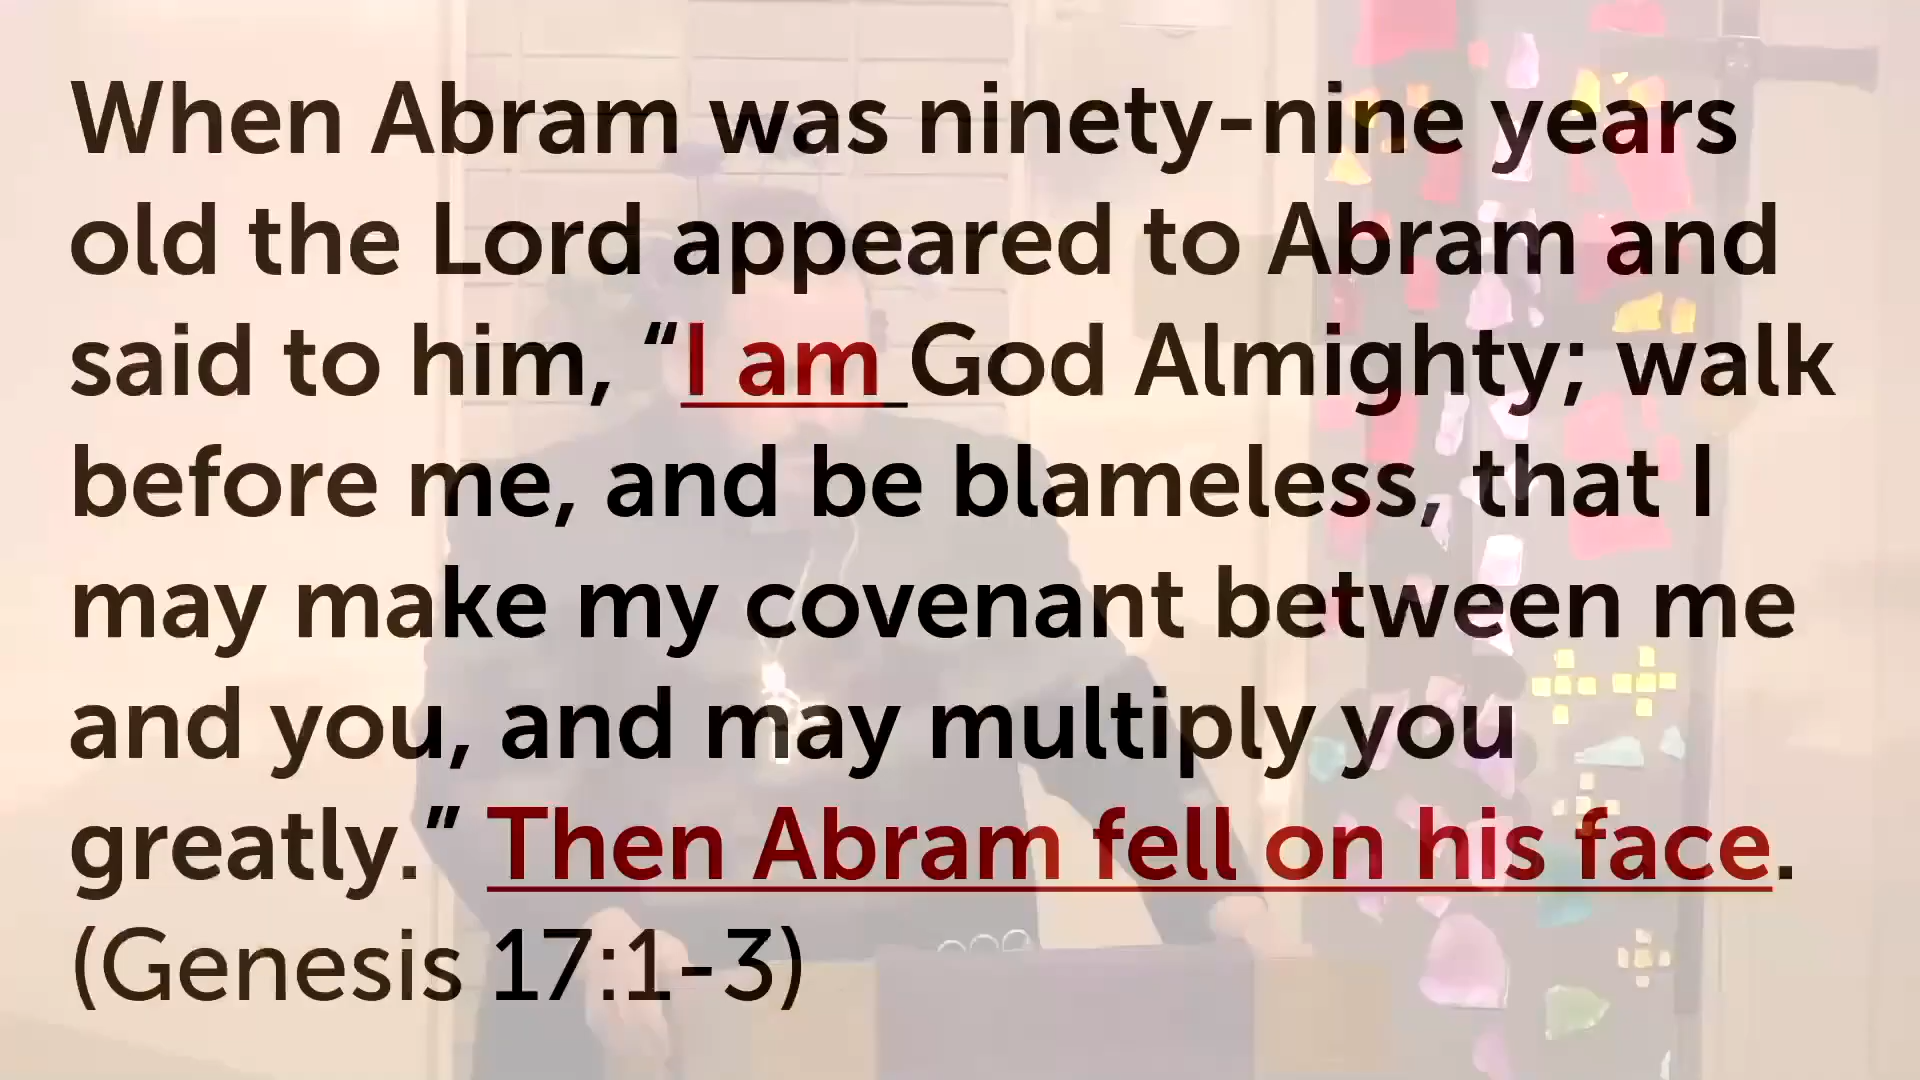 When Abram was ninety-nine years
old the Lord appeared to Abram and
said to him, “I am God Almighty; walk
before me, and be blameless, that I
may make my covenant between me
and you, and may multiply you
greatly.” Then Abram fell on his face.
(Genesis 17:1-3)